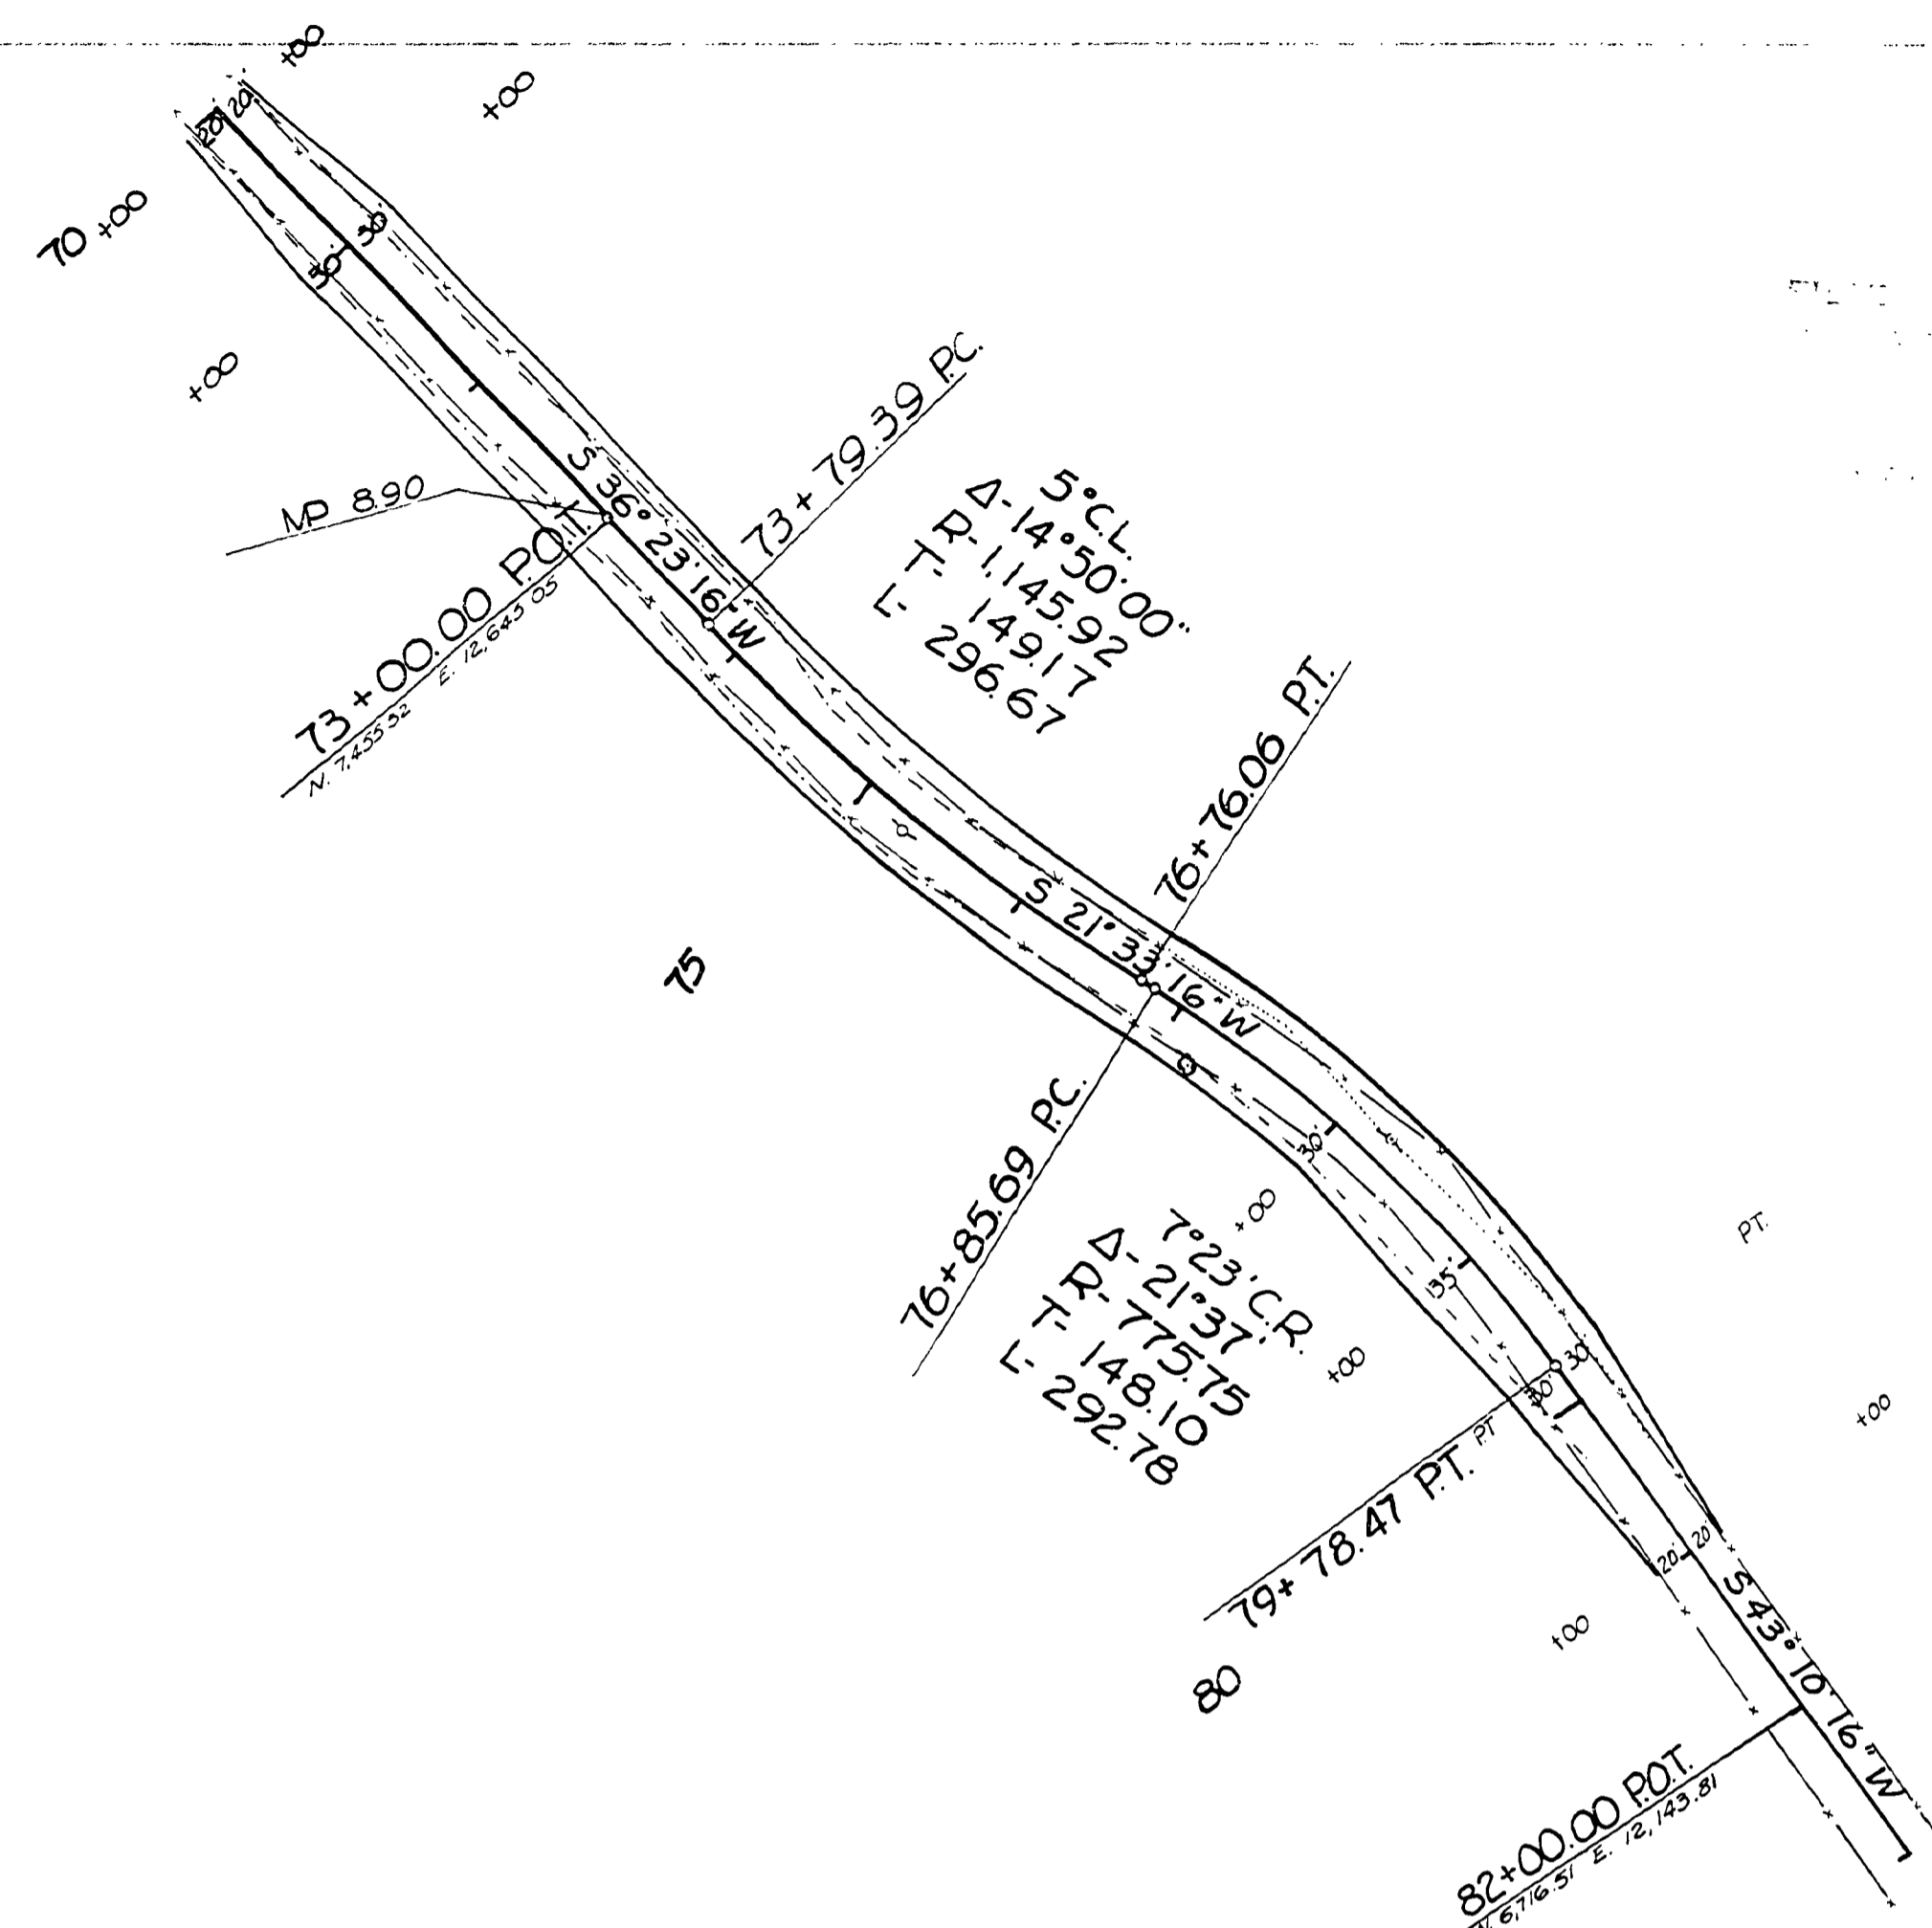 +00
+00
20' 20'
70 +00
30' 30'
+00
MP 8.90
S 36° 23' 16" W
73 + 79.39 P.C.
73 + 00.00 P.O.T.
N. 7,455 32 E. 12,645 05
5° C.L.
Δ- 14° 50' 00"
R- 1,145.92
T- 149.17
L- 296.67
76 + 76.06 P.T.
75
S 21° 33' 16" W
76 + 85.69 P.C.
30'
+00
7° 23' C.R.
Δ- 21° 37'
R- 775.75
T- 148.10
L- 292.78
35'
P.T.
+00
30'
30'
+00
P.T
79 + 78.47 P.T.
20' 20'
+00
80
S 43° 10' 16" W
82+00.00 P.O.T.
N. 6,716.51 E. 12,143.81